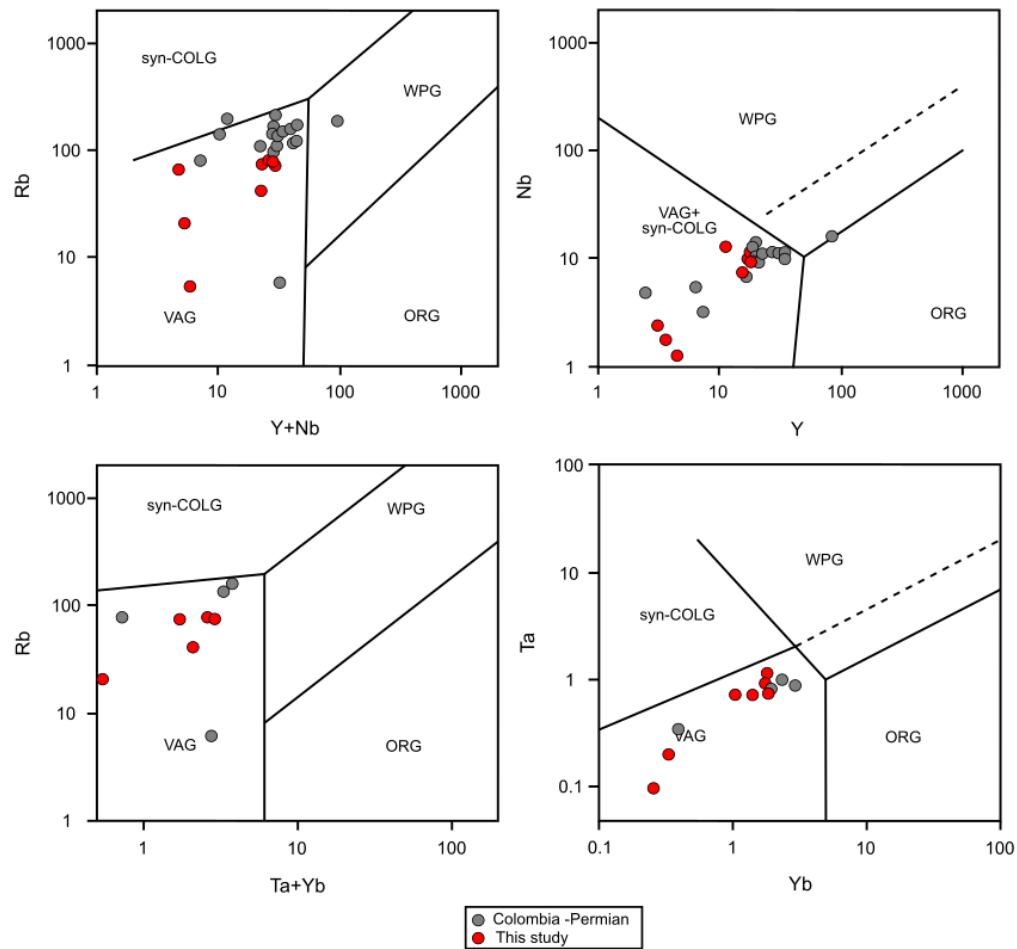 1000
100
10
1
Rb
syn-COLG
WPG
VAG
ORG
1
10
100
1000
Y+Nb
1000
100
10
1
Nb
WPG
VAG+
syn-COLG
ORG
1
10
100
1000
Y
1000
100
10
1
Rb
syn-COLG
WPG
VAG
ORG
1
10
100
Ta+Yb
100
10
1
0.1
Ta
WPG
syn-COLG
VAG
ORG
0.1
1
10
100
Yb
Colombia -Permian
This study